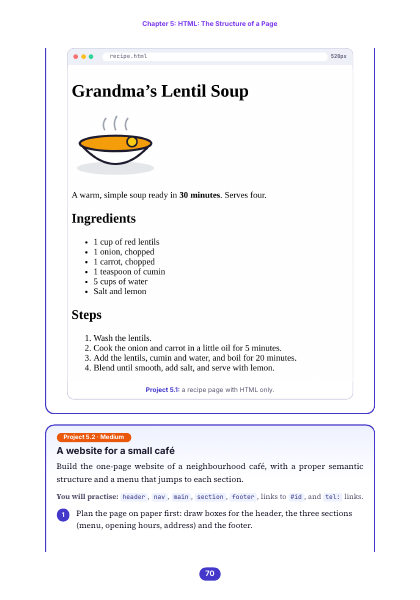 Chapter 5: HTML: The Structure of a Page
recipe.html
520px
Grandma’s Lentil Soup
A warm, simple soup ready in 30 minutes. Serves four.
Ingredients
• 1 cup of red lentils
• 1 onion, chopped
• 1 carrot, chopped
• 1 teaspoon of cumin
• 5 cups of water
• Salt and lemon
Steps
1. Wash the lentils.
2. Cook the onion and carrot in a little oil for 5 minutes.
3. Add the lentils, cumin and water, and boil for 20 minutes.
4. Blend until smooth, add salt, and serve with lemon.
Project 5.1: a recipe page with HTML only.
Project 5.2 · Medium
A website for a small café
Build the one-page website of a neighbourhood café, with a proper semantic
structure and a menu that jumps to each section.
You will practise: header, nav, main, section, footer, links to #id, and tel: links.
1 Plan the page on paper first: draw boxes for the header, the three sections
(menu, opening hours, address) and the footer.
70